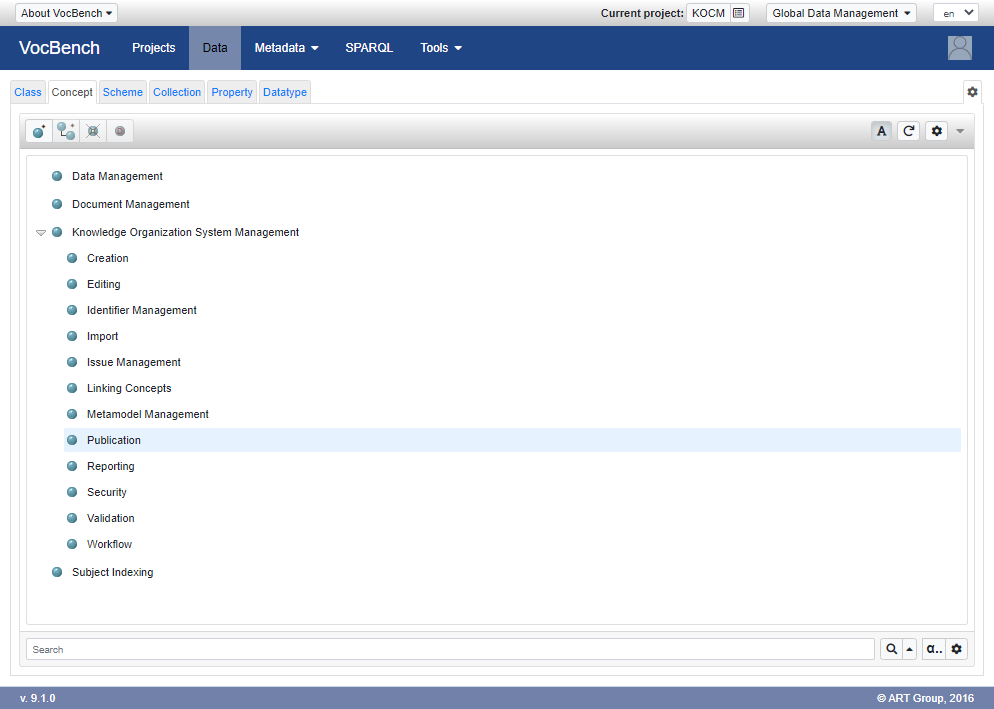 About VocBench
Current project: KOCM
Global Data Management
en
VocBench
Projects
Data
Metadata
SPARQL
Tools
Class
Concept
Scheme
Collection
Property
Datatype
A
Data Management
Document Management
Knowledge Organization System Management
Creation
Editing
Identifier Management
Import
Issue Management
Linking Concepts
Metamodel Management
Publication
Reporting
Security
Validation
Workflow
Subject Indexing
Search
α..
v. 9.1.0
© ART Group, 2016